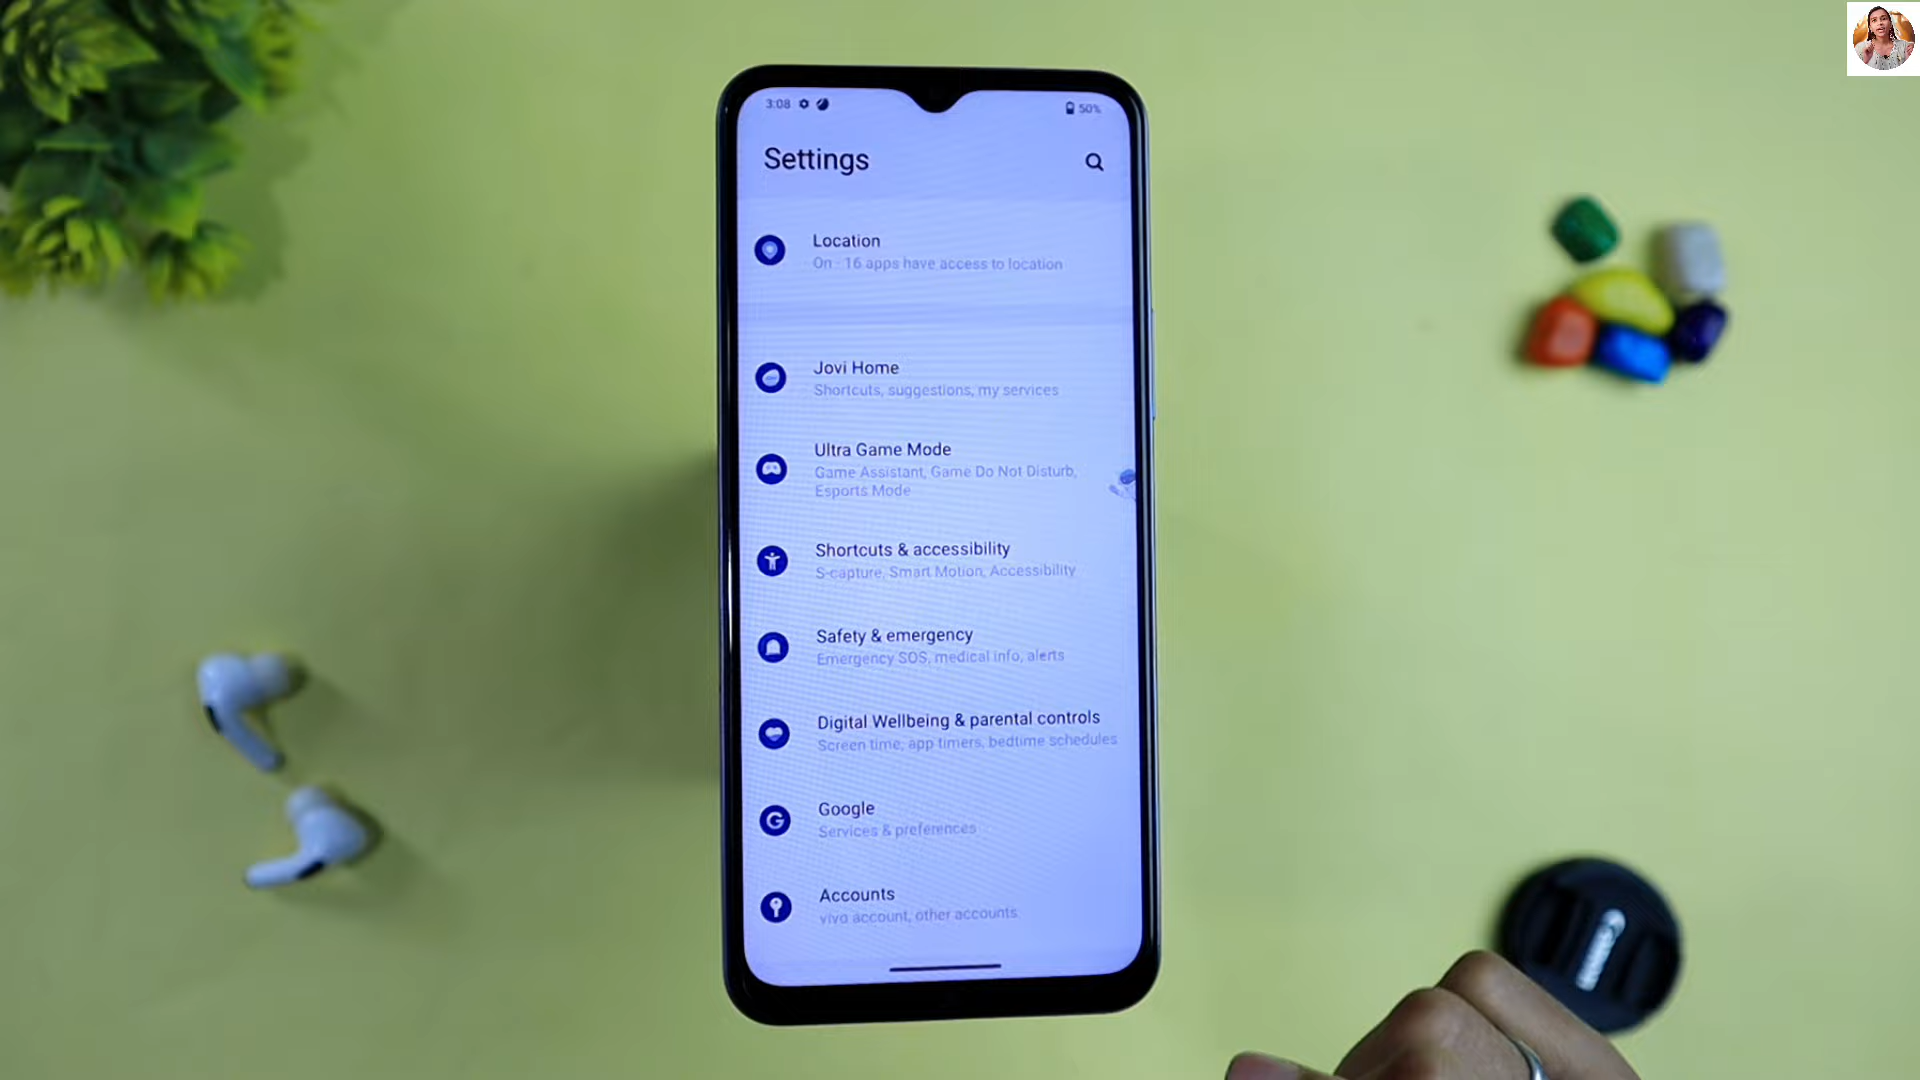 3:08
50%
Settings
Location
On · 16 apps have access to location
Jovi Home
Shortcuts, suggestions, my services
Ultra Game Mode
Game Assistant, Game Do Not Disturb,
Esports Mode
Shortcuts & accessibility
S-capture, Smart Motion, Accessibility
Safety & emergency
Emergency SOS, medical info, alerts
Digital Wellbeing & parental controls
Screen time, app timers, bedtime schedules
Google
Services & preferences
Accounts
vivo account, other accounts
Canon